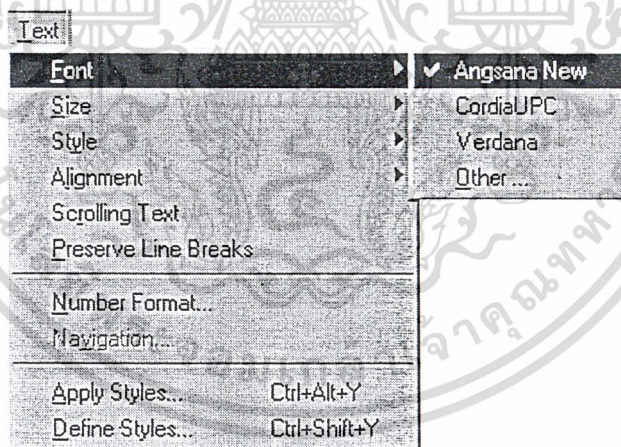 Text
Font
✔ Angsana New
Size
CordiaUPC
Style
Verdana
Alignment
Other ...
Scrolling Text
Preserve Line Breaks
Number Format...
Navigation...
Apply Styles... Ctrl+Alt+Y
Define Styles... Ctrl+Shift+Y